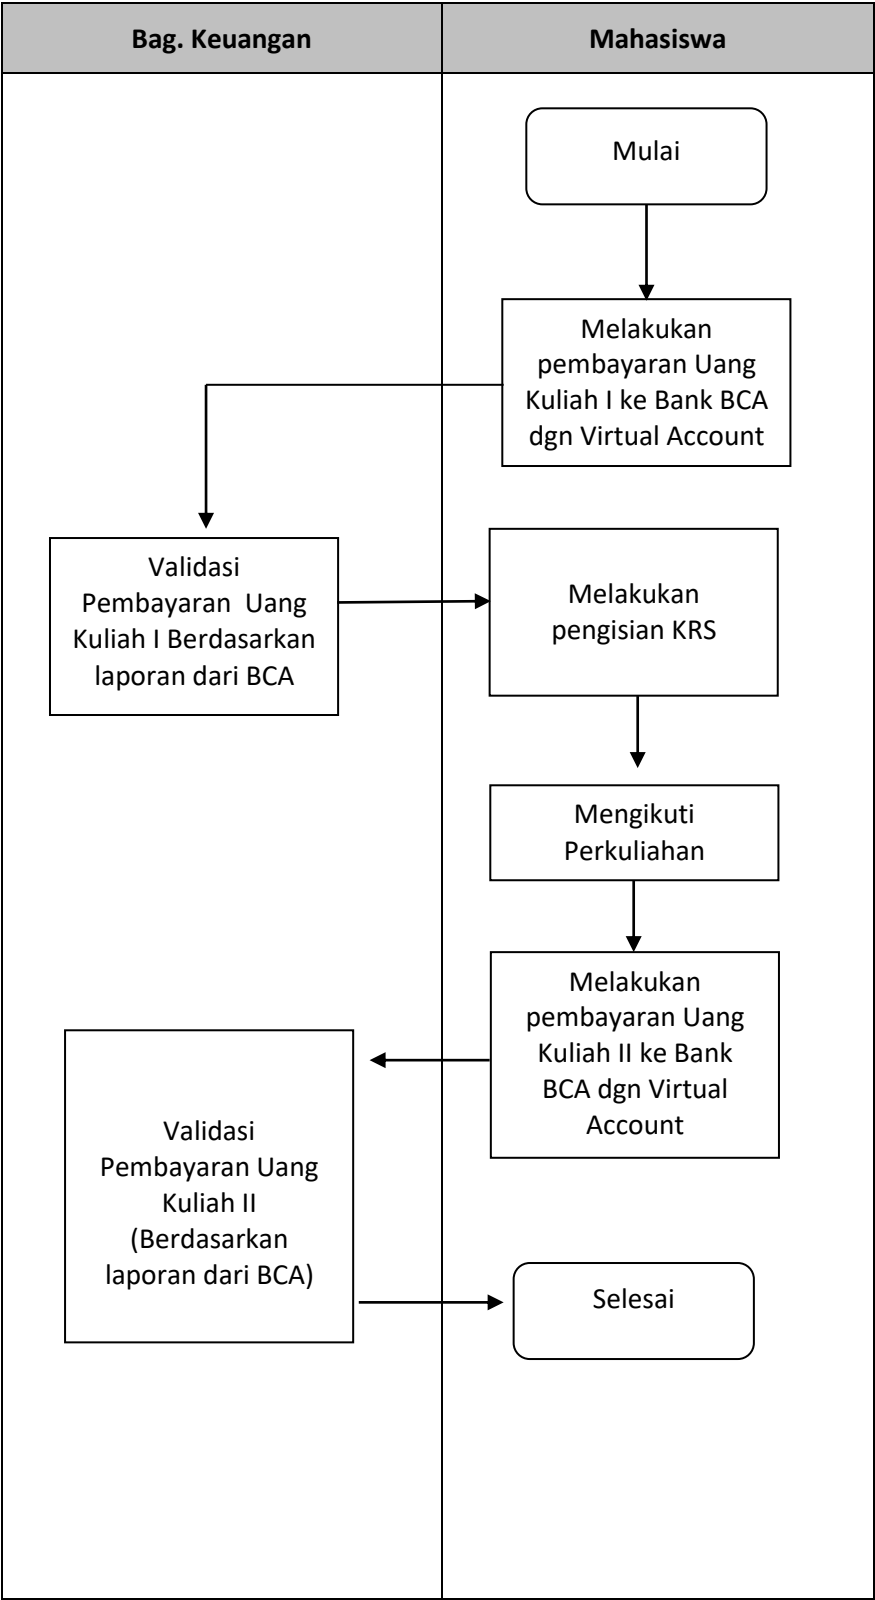 Bag. Keuangan
Mahasiswa
Mulai
Melakukan
pembayaran Uang
Kuliah I ke Bank BCA
dgn Virtual Account
Validasi
Pembayaran  Uang
Kuliah I Berdasarkan
laporan dari BCA
Melakukan
pengisian KRS
Mengikuti
Perkuliahan
Melakukan
pembayaran Uang
Kuliah II ke Bank
BCA dgn Virtual
Account
Validasi
Pembayaran Uang
Kuliah II
(Berdasarkan
laporan dari BCA)
Selesai